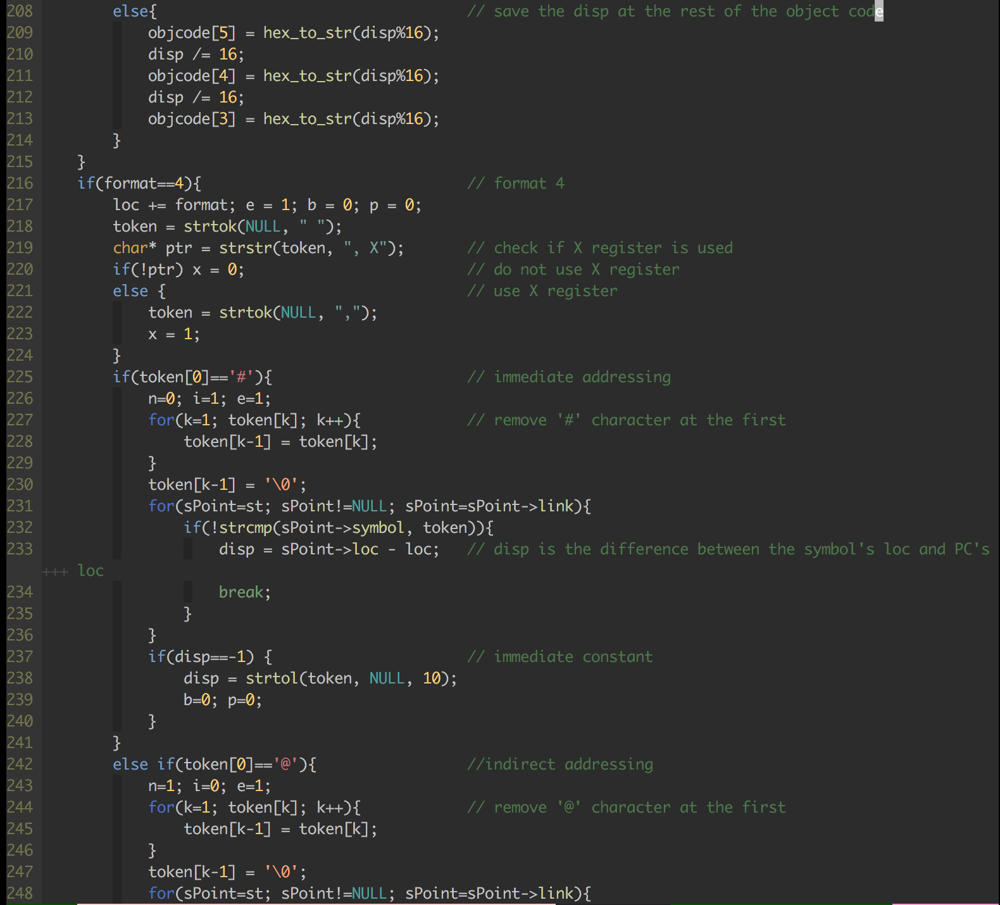 208         else{                                   // save the disp at the rest of the object code
209             objcode[5] = hex_to_str(disp%16);
210             disp /= 16;
211             objcode[4] = hex_to_str(disp%16);
212             disp /= 16;
213             objcode[3] = hex_to_str(disp%16);
214         }
215     }
216     if(format==4){                              // format 4
217         loc += format; e = 1; b = 0; p = 0;
218         token = strtok(NULL, " ");
219         char* ptr = strstr(token, ", X");       // check if X register is used
220         if(!ptr) x = 0;                         // do not use X register
221         else {                                  // use X register
222             token = strtok(NULL, ",");
223             x = 1;
224         }
225         if(token[0]=='#'){                      // immediate addressing
226             n=0; i=1; e=1;
227             for(k=1; token[k]; k++){            // remove '#' character at the first
228                 token[k-1] = token[k];
229             }
230             token[k-1] = '\0';
231             for(sPoint=st; sPoint!=NULL; sPoint=sPoint->link){
232                 if(!strcmp(sPoint->symbol, token)){
233                     disp = sPoint->loc - loc;   // disp is the difference between the symbol's loc and PC's
+++ loc
234                     break;
235                 }
236             }
237             if(disp==-1) {                      // immediate constant
238                 disp = strtol(token, NULL, 10);
239                 b=0; p=0;
240             }
241         }
242         else if(token[0]=='@'){                 //indirect addressing
243             n=1; i=0; e=1;
244             for(k=1; token[k]; k++){            // remove '@' character at the first
245                 token[k-1] = token[k];
246             }
247             token[k-1] = '\0';
248             for(sPoint=st; sPoint!=NULL; sPoint=sPoint->link){